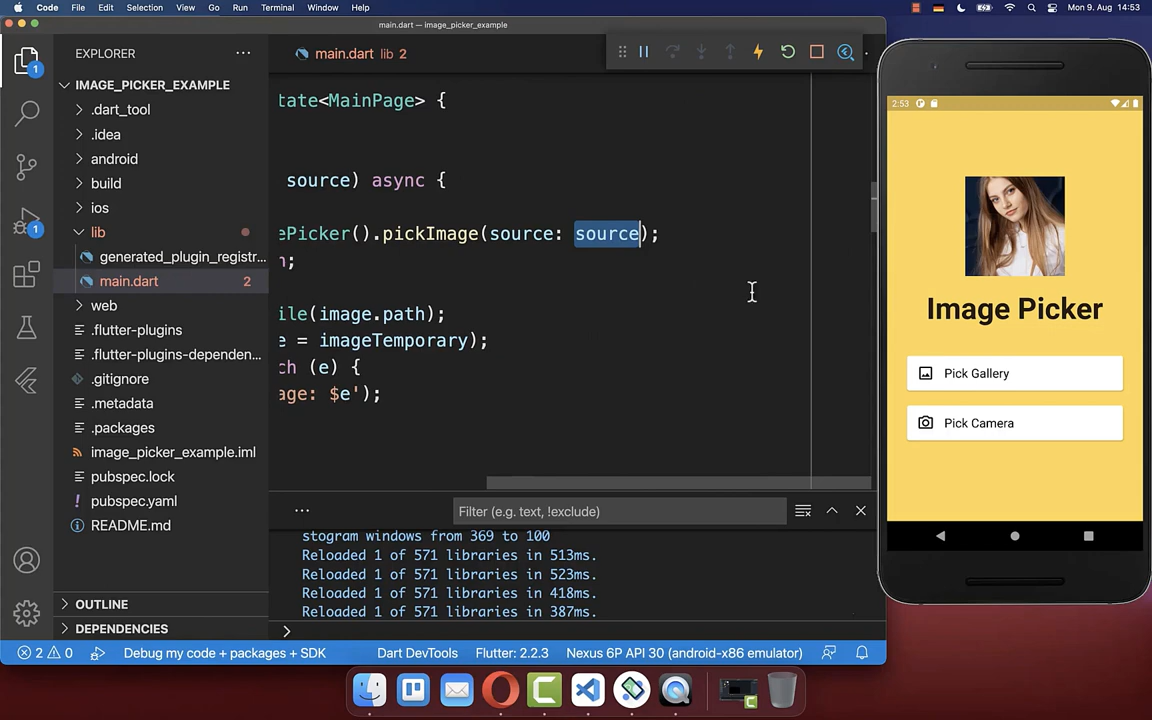 Code File Edit Selection View Go Run Terminal Window Help Mon 9. Aug 14:53
main.dart — image_picker_example
EXPLORER
1
IMAGE_PICKER_EXAMPLE
.dart_tool
.idea
android
build
ios
lib
generated_plugin_registr...
main.dart 2
web
.flutter-plugins
.flutter-plugins-dependen...
.gitignore
.metadata
.packages
image_picker_example.iml
pubspec.lock
pubspec.yaml
README.md
OUTLINE
DEPENDENCIES
1
main.dart lib 2
tate<MainPage> {
source) async {
ePicker().pickImage(source: source);
n;
ile(image.path);
e = imageTemporary);
ch (e) {
age: $e');
Filter (e.g. text, !exclude)
stogram windows from 369 to 100
Reloaded 1 of 571 libraries in 513ms.
Reloaded 1 of 571 libraries in 523ms.
Reloaded 1 of 571 libraries in 418ms.
Reloaded 1 of 571 libraries in 387ms.
2 0 Debug my code + packages + SDK Dart DevTools Flutter: 2.2.3 Nexus 6P API 30 (android-x86 emulator)
2:53
Image Picker
Pick Gallery
Pick Camera